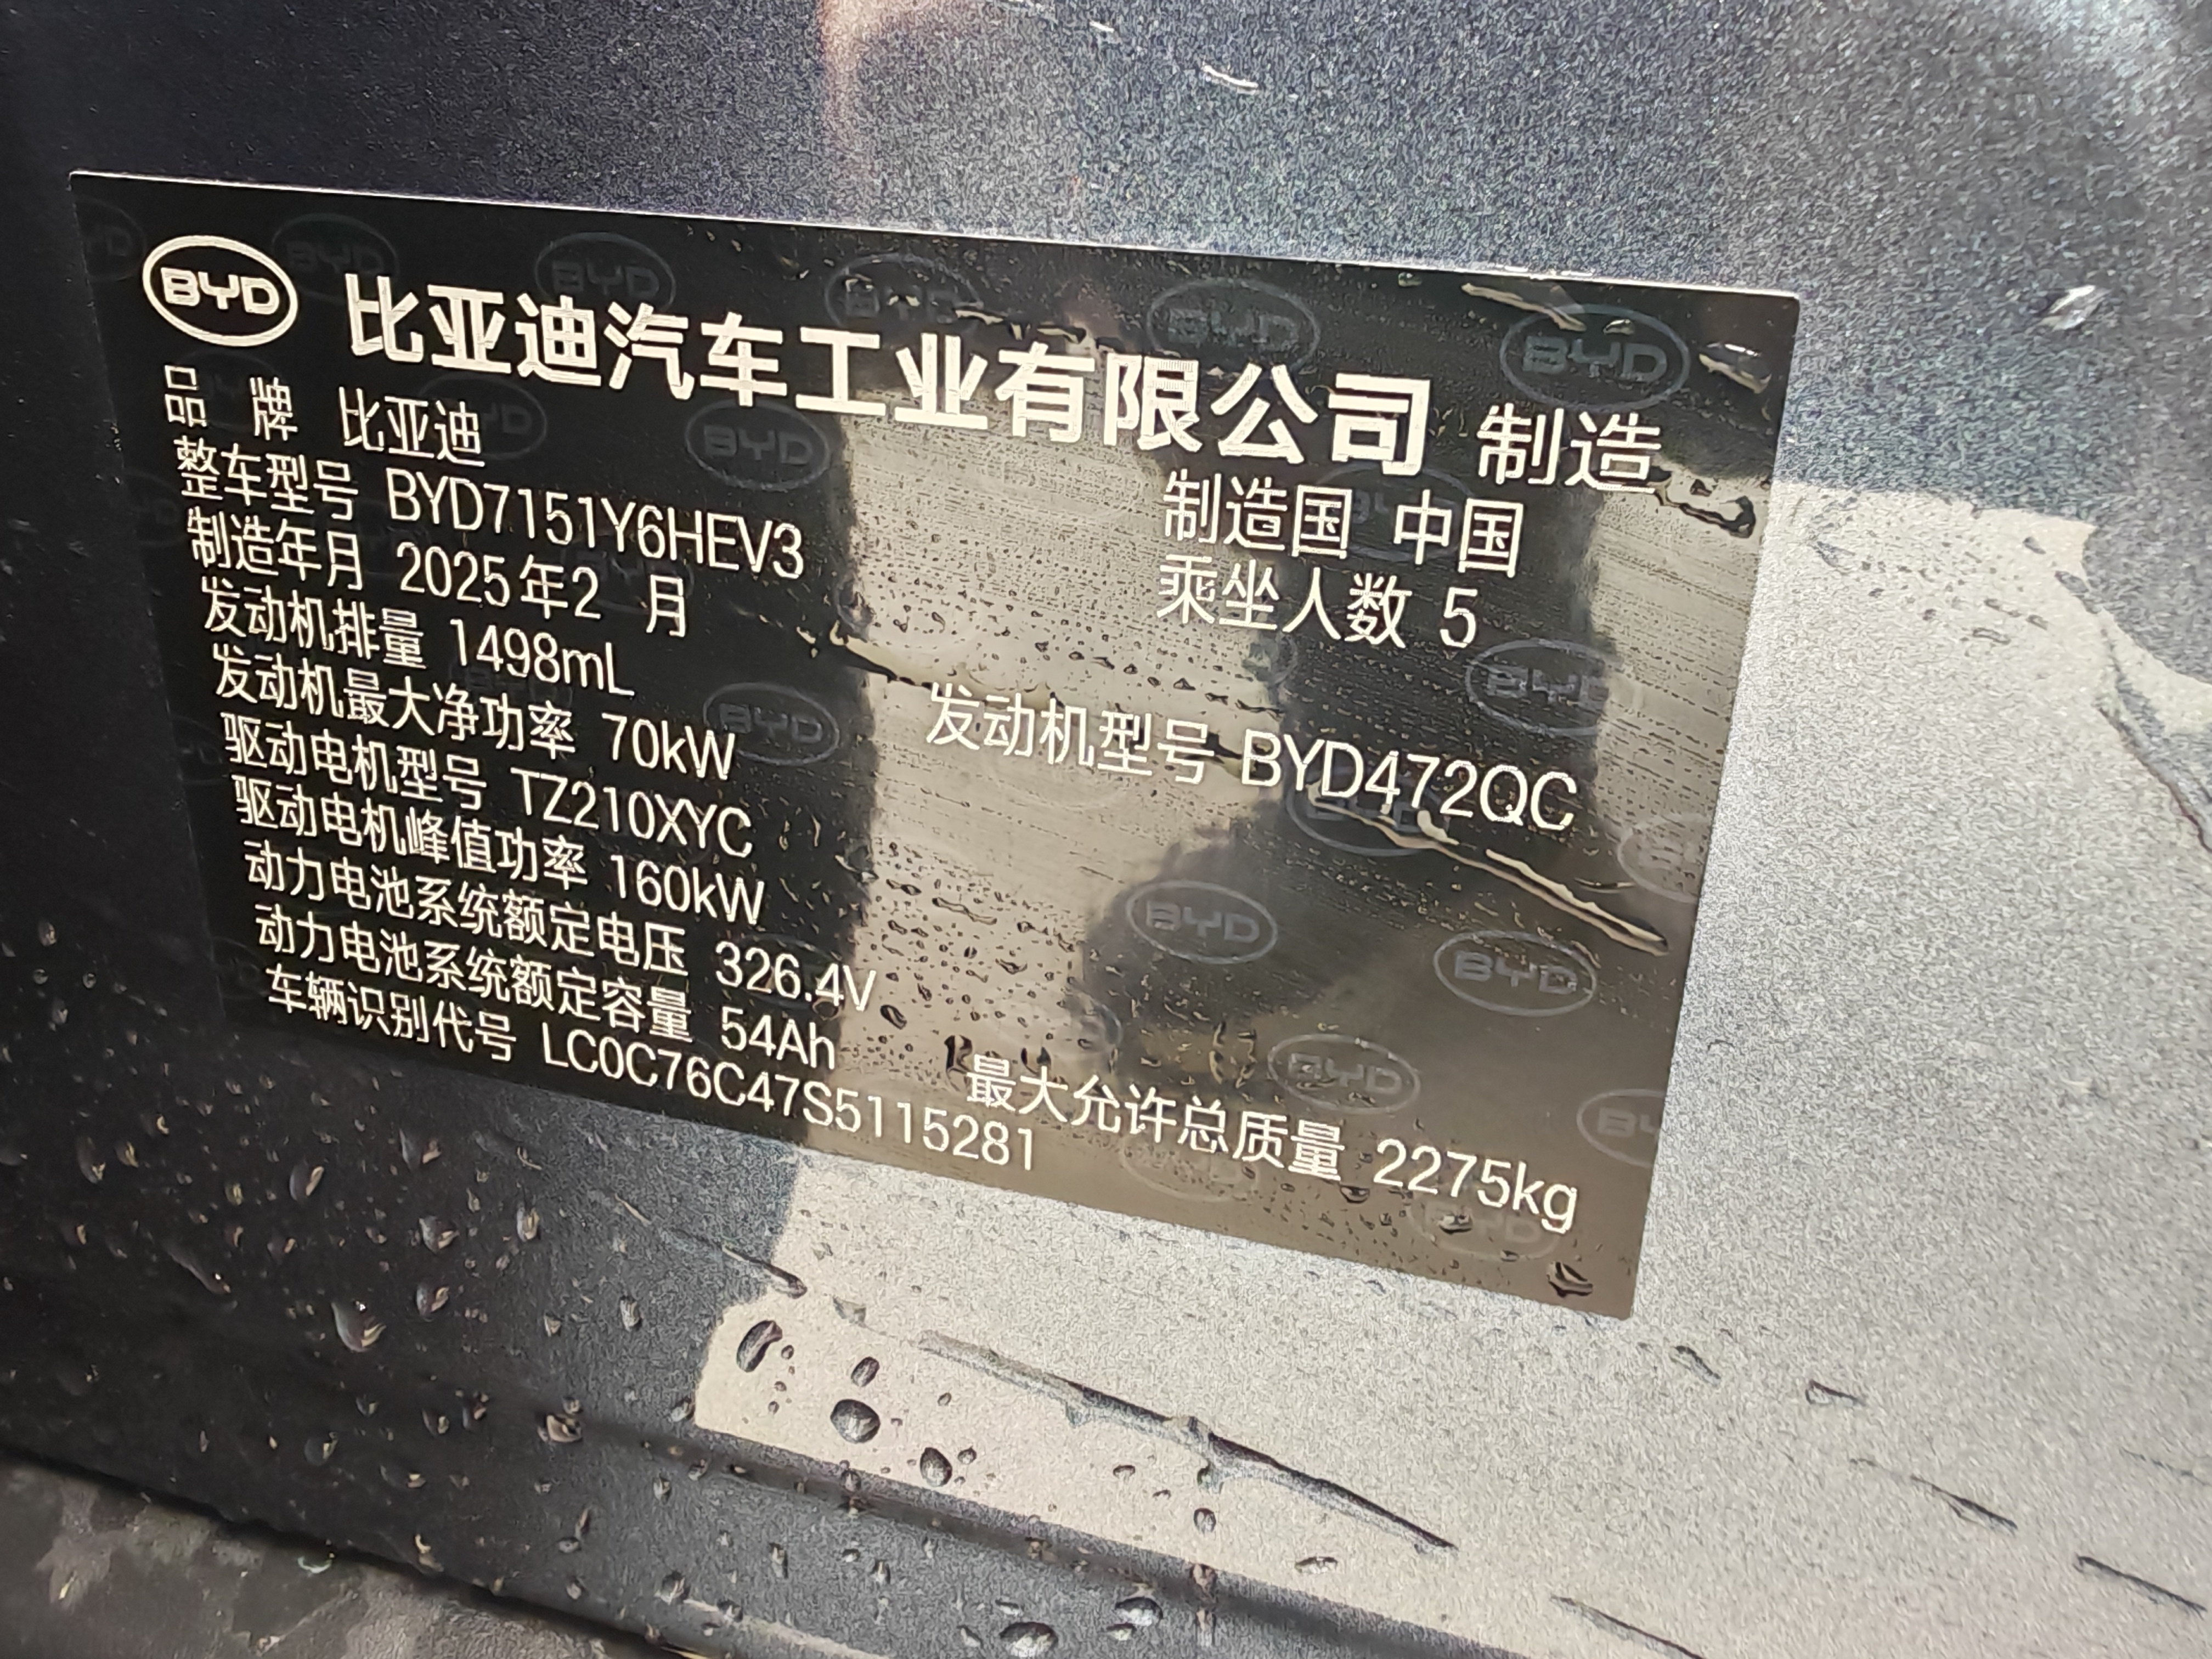 BYD 比亚迪汽车工业有限公司 制造
品 牌 比亚迪 制造国 中国
整车型号 BYD7151Y6HEV3 乘坐人数 5
制造年月 2025年2 月
发动机排量 1498mL 发动机型号 BYD472QC
发动机最大净功率 70kW
驱动电机型号 TZ210XYC
驱动电机峰值功率 160kW
动力电池系统额定电压 326.4V
动力电池系统额定容量 54Ah 最大允许总质量 2275kg
车辆识别代号 LC0C76C47S5115281